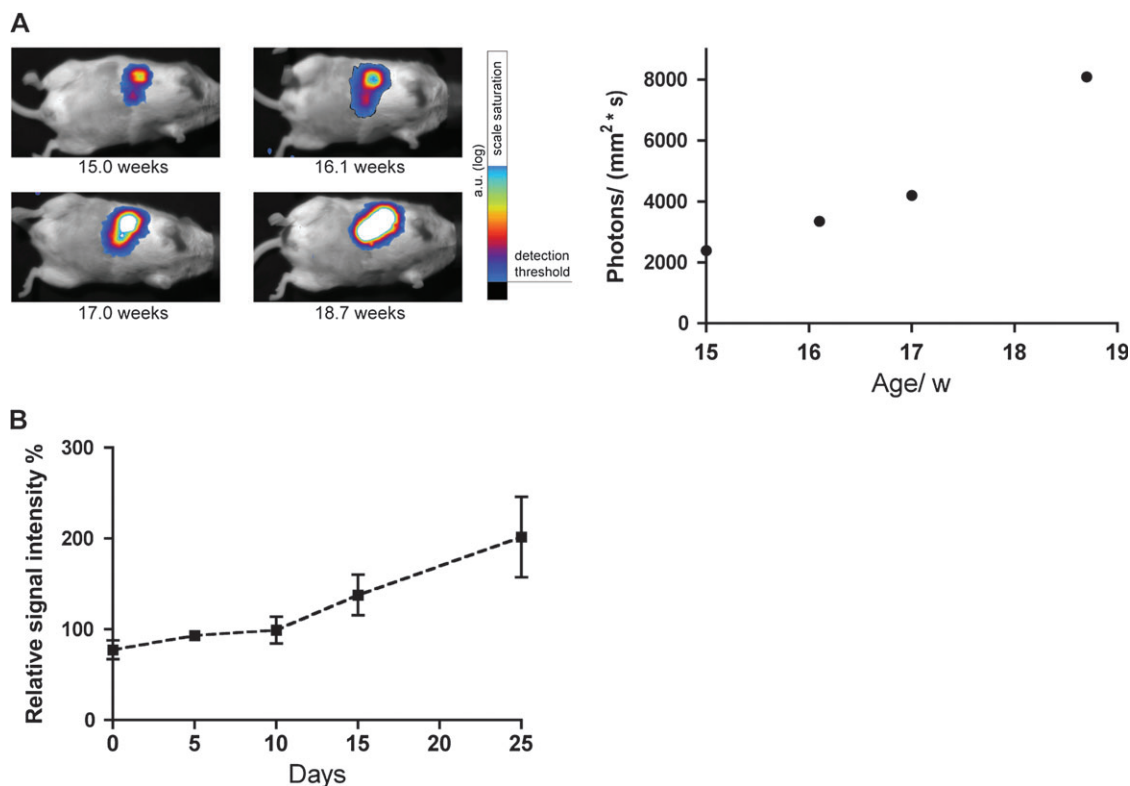 A
15.0 weeks
16.1 weeks
17.0 weeks
18.7 weeks
a.u. (log)
scale saturation
detection
threshold
Photons/ (mm² * s)
8000
6000
4000
2000
0
15 16 17 18 19
Age/ w
B
Relative signal intensity %
300
200
100
0
0 5 10 15 20 25
Days